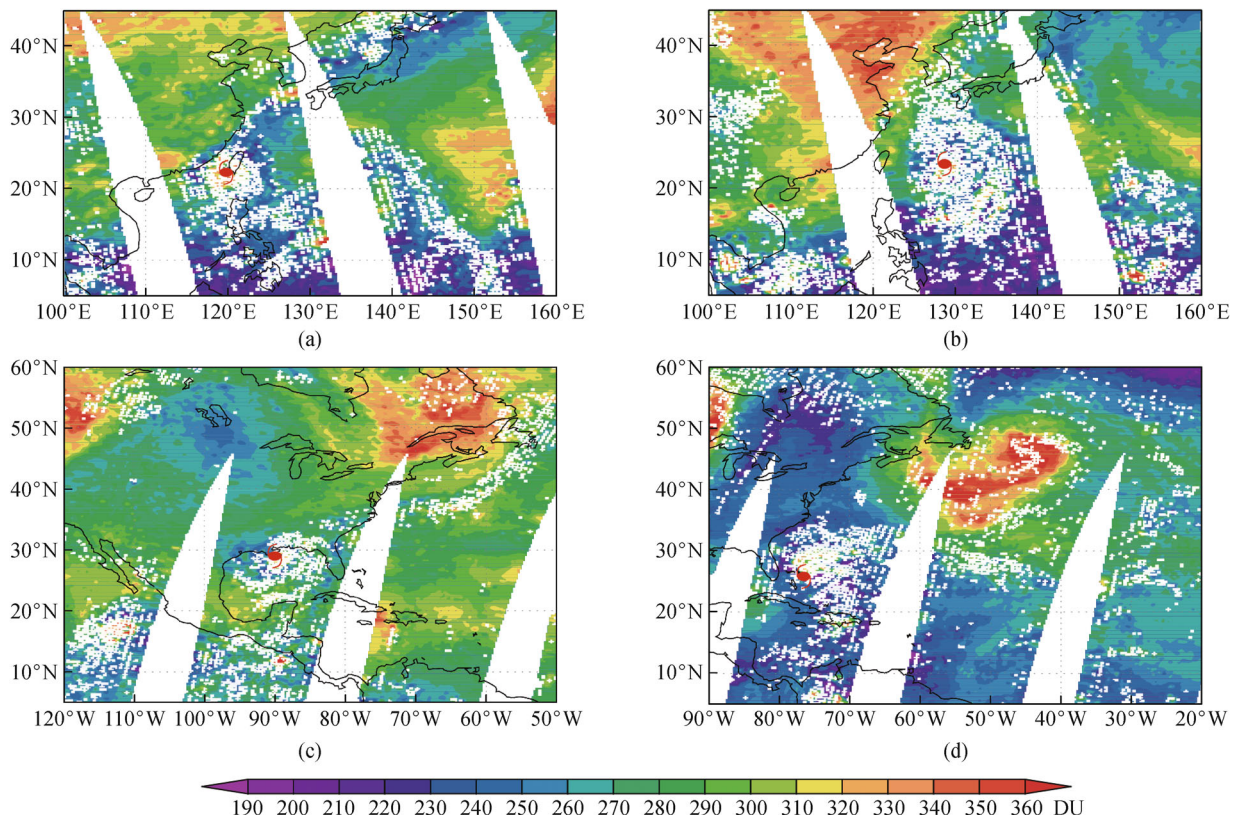 40°N
30°N
20°N
10°N
100°E 110°E 120°E 130°E 140°E 150°E 160°E
(a)
40°N
30°N
20°N
10°N
100°E 110°E 120°E 130°E 140°E 150°E 160°E
(b)
60°N
50°N
40°N
30°N
20°N
10°N
120°W 100°W 90°W 80°W 70°W 60°W 50°W
(c)
60°N
50°N
40°N
30°N
20°N
10°N
90°W 80°W 70°W 60°W 50°W 40°W 30°W 20°W
(d)
190 200 210 220 230 240 250 260 270 280 290 300 310 320 330 340 350 360 DU